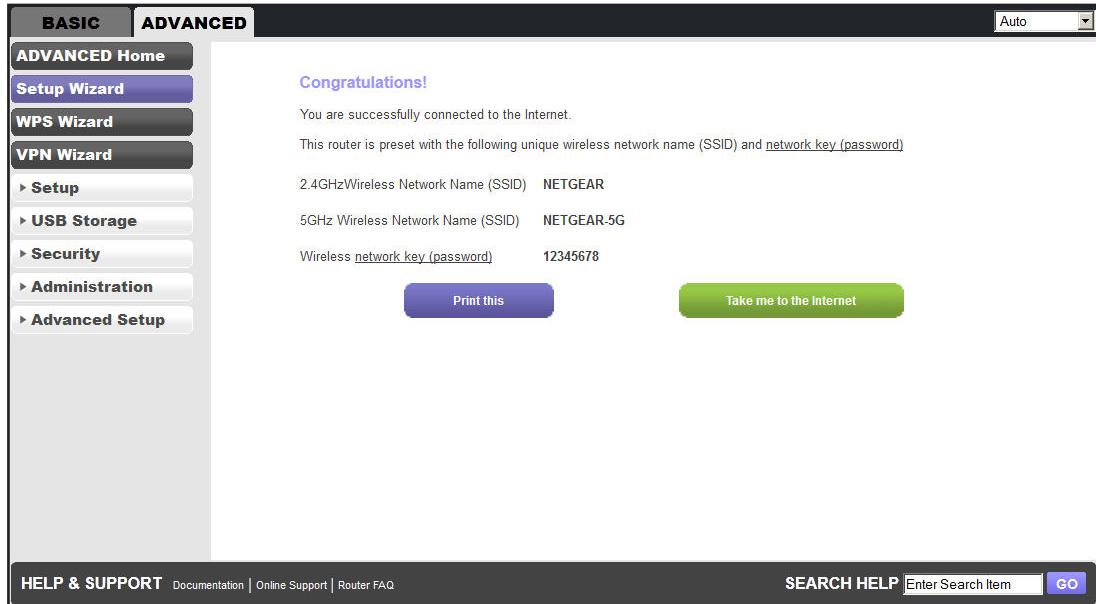 BASIC
ADVANCED
Auto
ADVANCED Home
Setup Wizard
WPS Wizard
VPN Wizard
Setup
USB Storage
Security
Administration
Advanced Setup
Congratulations!
You are successfully connected to the Internet.
This router is preset with the following unique wireless network name (SSID) and network key (password)
2.4GHzWireless Network Name (SSID) NETGEAR
5GHz Wireless Network Name (SSID) NETGEAR-5G
Wireless network key (password) 12345678
Print this
Take me to the Internet
HELP & SUPPORT Documentation | Online Support | Router FAQ
SEARCH HELP Enter Search Item GO